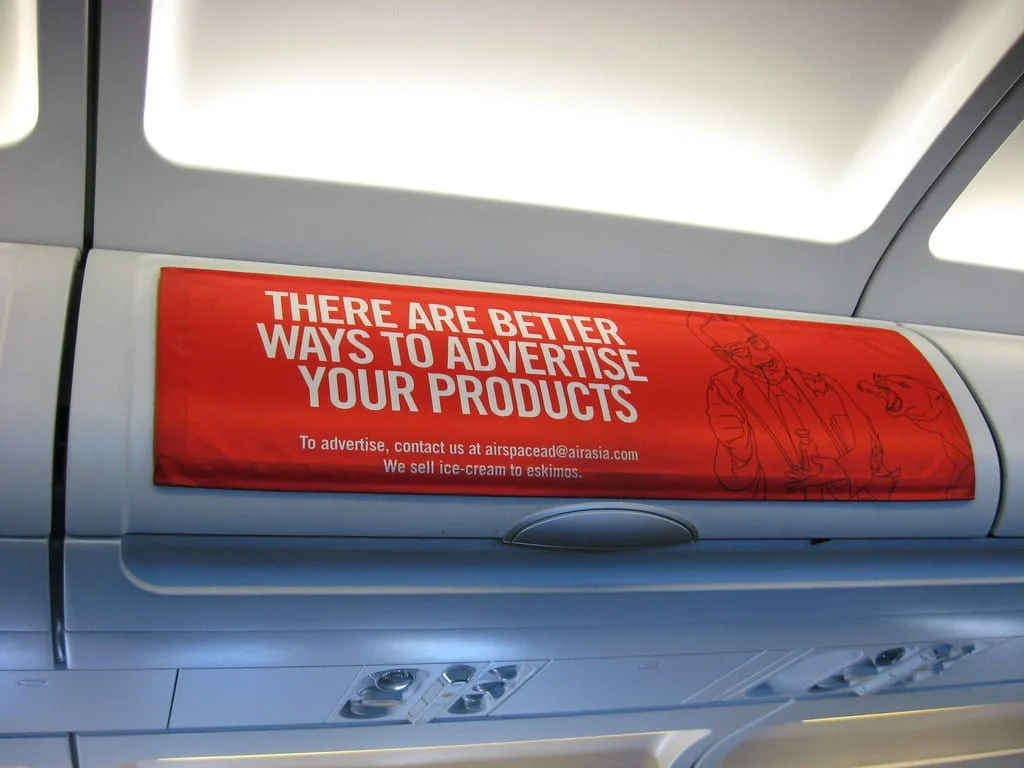 THERE ARE BETTER
WAYS TO ADVERTISE
YOUR PRODUCTS
To advertise, contact us at airspacead@airasia.com
We sell ice-cream to eskimos.